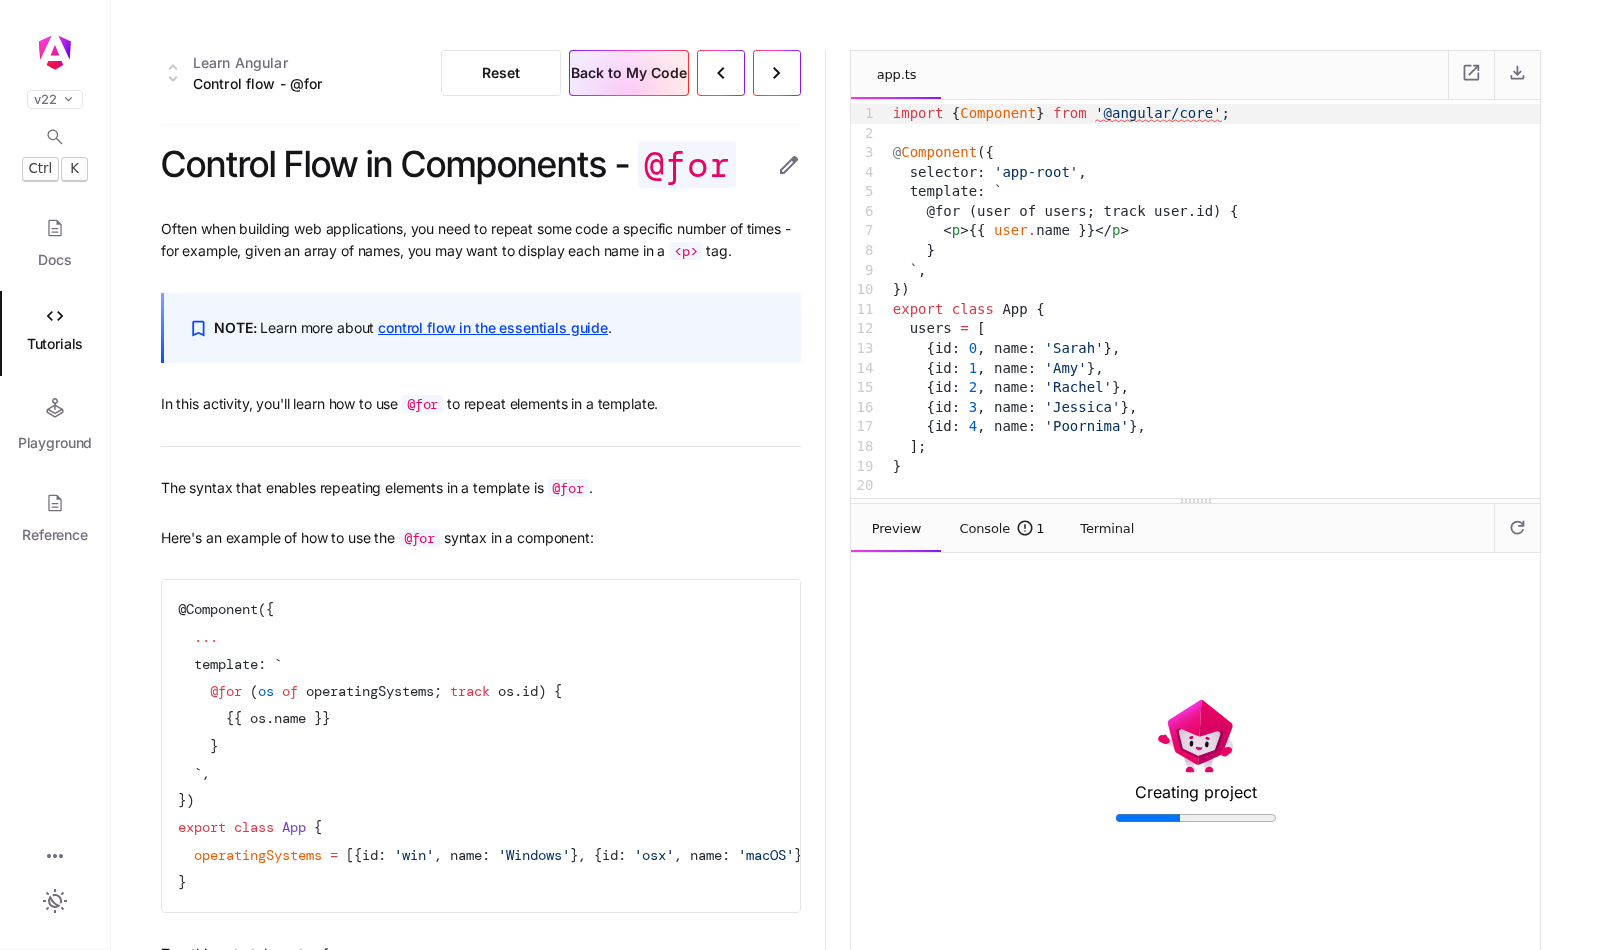 v22
Ctrl K
Docs
Tutorials
Playground
Reference
Learn Angular
Control flow - @for
Reset
Back to My Code
Control Flow in Components - @for
Often when building web applications, you need to repeat some code a specific number of times -
for example, given an array of names, you may want to display each name in a <p> tag.
NOTE: Learn more about control flow in the essentials guide.
In this activity, you'll learn how to use @for to repeat elements in a template.
The syntax that enables repeating elements in a template is @for.
Here's an example of how to use the @for syntax in a component:
@Component({
...
template: `
@for (os of operatingSystems; track os.id) {
{{ os.name }}
}
`,
})
export class App {
operatingSystems = [{id: 'win', name: 'Windows'}, {id: 'osx', name: 'macOS'}
}
app.ts
1 import {Component} from '@angular/core';
2
3 @Component({
4 selector: 'app-root',
5 template: `
6 @for (user of users; track user.id) {
7 <p>{{ user.name }}</p>
8 }
9 `,
10 })
11 export class App {
12 users = [
13 {id: 0, name: 'Sarah'},
14 {id: 1, name: 'Amy'},
15 {id: 2, name: 'Rachel'},
16 {id: 3, name: 'Jessica'},
17 {id: 4, name: 'Poornima'},
18 ];
19 }
20
Preview
Console 1
Terminal
Creating project